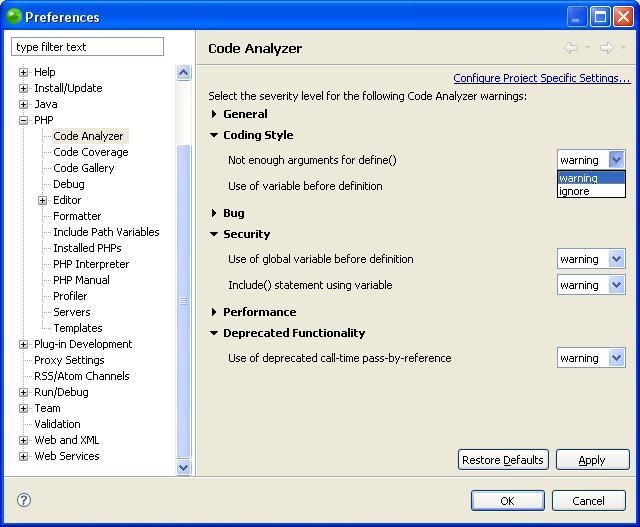 Preferences
type filter text
Help
Install/Update
Java
PHP
Code Analyzer
Code Coverage
Code Gallery
Debug
Editor
Formatter
Include Path Variables
Installed PHPs
PHP Interpreter
PHP Manual
Profiler
Servers
Templates
Plug-in Development
Proxy Settings
RSS/Atom Channels
Run/Debug
Team
Validation
Web and XML
Web Services
Code Analyzer
Configure Project Specific Settings...
Select the severity level for the following Code Analyzer warnings:
General
Coding Style
Not enough arguments for define() warning
warning
ignore
Use of variable before definition
Bug
Security
Use of global variable before definition warning
Include() statement using variable warning
Performance
Deprecated Functionality
Use of deprecated call-time pass-by-reference warning
Restore Defaults Apply
? OK Cancel